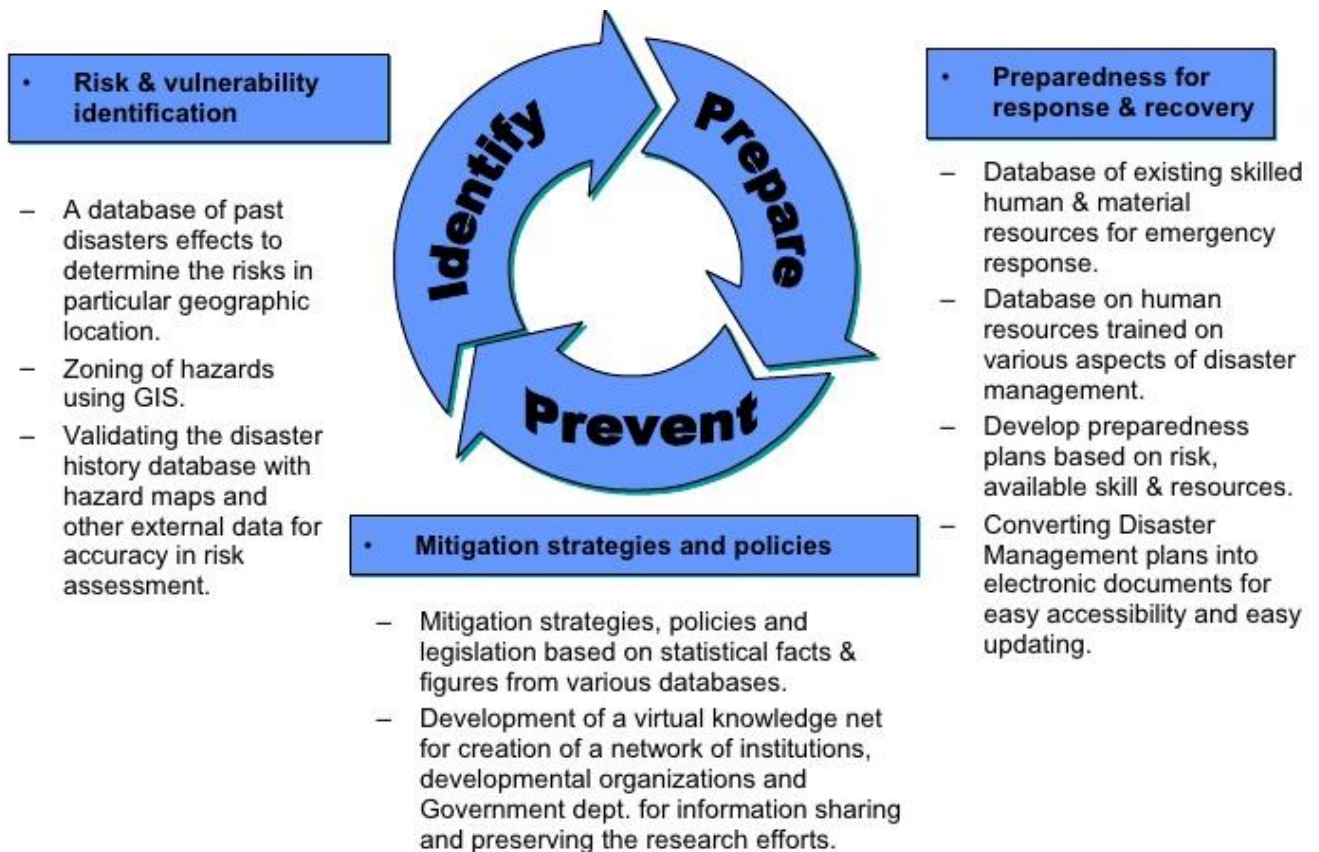 • Risk & vulnerability
identification
– A database of past
disasters effects to
determine the risks in
particular geographic
location.
– Zoning of hazards
using GIS.
– Validating the disaster
history database with
hazard maps and
other external data for
accuracy in risk
assessment.
Identify
Prepare
Prevent
• Mitigation strategies and policies
– Mitigation strategies, policies and
legislation based on statistical facts &
figures from various databases.
– Development of a virtual knowledge net
for creation of a network of institutions,
developmental organizations and
Government dept. for information sharing
and preserving the research efforts.
• Preparedness for
response & recovery
– Database of existing skilled
human & material
resources for emergency
response.
– Database on human
resources trained on
various aspects of disaster
management.
– Develop preparedness
plans based on risk,
available skill & resources.
– Converting Disaster
Management plans into
electronic documents for
easy accessibility and easy
updating.